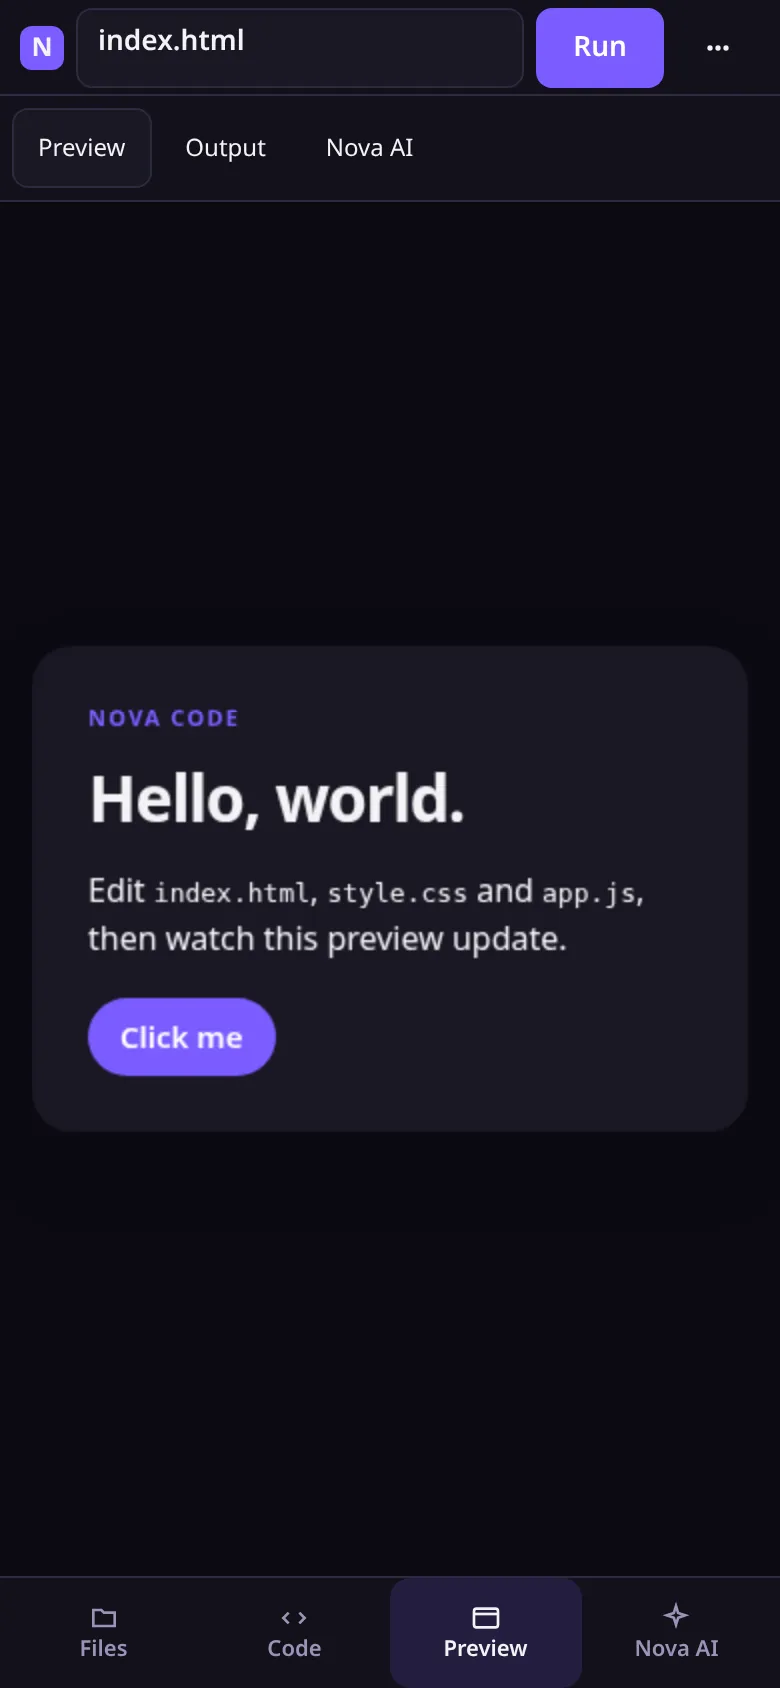 N index.html Run ...
Preview Output Nova AI
NOVA CODE
Hello, world.
Edit index.html, style.css and app.js,
then watch this preview update.
Click me
Files Code Preview Nova AI